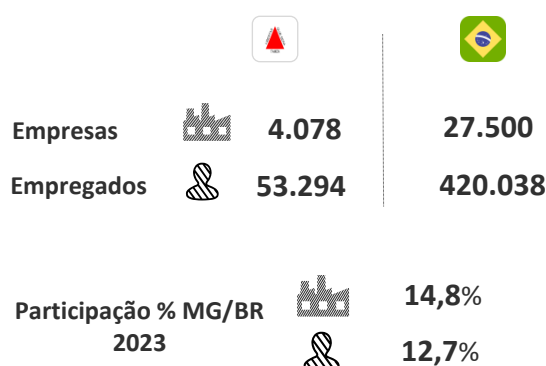 Empresas 4.078 27.500
Empregados 53.294 420.038
Participação % MG/BR 14,8%
2023 12,7%